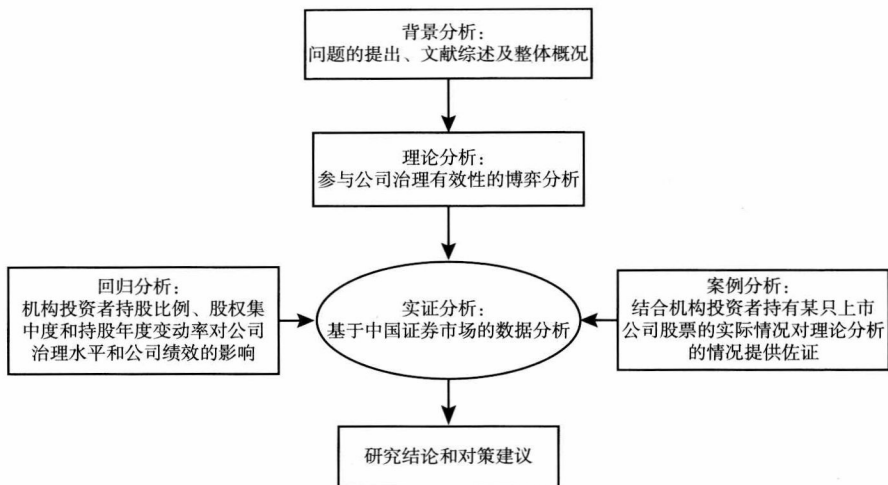 背景分析：
问题的提出、文献综述及整体概况
理论分析：
参与公司治理有效性的博弈分析
回归分析：
机构投资者持股比例、股权集
中度和持股年度变动率对公司
治理水平和公司绩效的影响
实证分析：
基于中国证券市场的数据分析
案例分析：
结合机构投资者持有某只上市
公司股票的实际情况对理论分析
的情况提供佐证
研究结论和对策建议